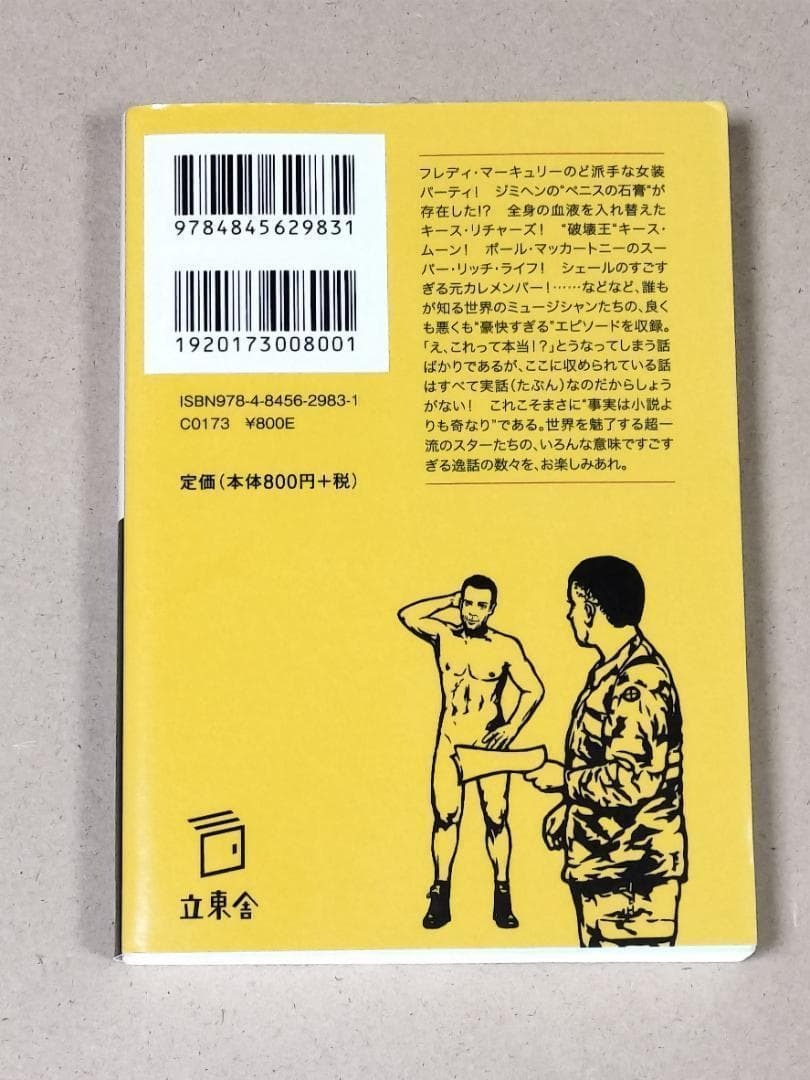 9784845629831
1920173008001
ISBN978-4-8456-2983-1
C0173 ¥800E
定価(本体800円+税)
フレディ・マーキュリーのど派手な女装
パーティ! ジミヘンの“ペニスの石膏”が
存在した!? 全身の血液を入れ替えた
キース・リチャーズ! “破壊王”キース・
ムーン! ポール・マッカートニーのスー
パー・リッチ・ライフ! シェールのすごす
ぎる元カレメンバー!……などなど、誰も
が知る世界のミュージシャンたちの、良く
も悪くも“豪快すぎる”エピソードを収録。
「え、これって本当!?」とうなってしまう話
ばかりであるが、ここに収められている話
はすべて実話(たぶん)なのだからしょう
がない! これこそまさに“事実は小説よ
りも奇なり”である。世界を魅了する超一
流のスターたちの、いろんな意味ですごす
ぎる逸話の数々を、お楽しみあれ。
立東舎